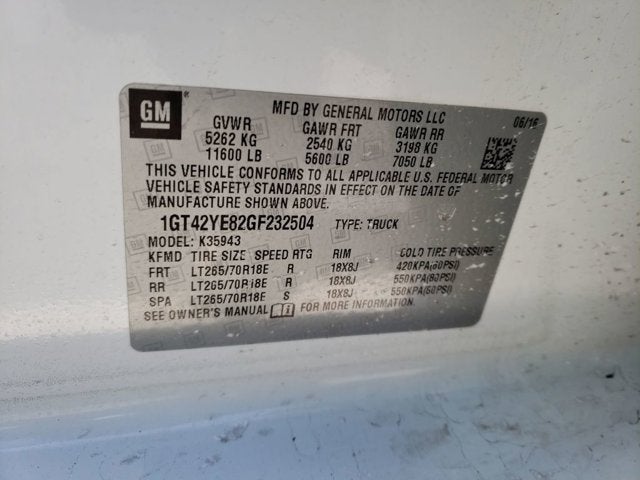 GM ®
MFD BY GENERAL MOTORS LLC
GVWR GAWR FRT GAWR RR 06/16
5262 KG 2540 KG 3198 KG
11600 LB 5600 LB 7050 LB
THIS VEHICLE CONFORMS TO ALL APPLICABLE U.S. FEDERAL MOTOR
VEHICLE SAFETY STANDARDS IN EFFECT ON THE DATE OF
MANUFACTURE SHOWN ABOVE.
1GT42YE82GF232504 TYPE: TRUCK
MODEL: K35943
KFMD TIRE SIZE SPEED RTG RIM COLD TIRE PRESSURE
FRT LT265/70R18E R 18X8J 420KPA(60PSI)
RR LT265/70R18E R 18X8J 550KPA(80PSI)
SPA LT265/70R18E S 18X8J 550KPA(80PSI)
SEE OWNER'S MANUAL FOR MORE INFORMATION.